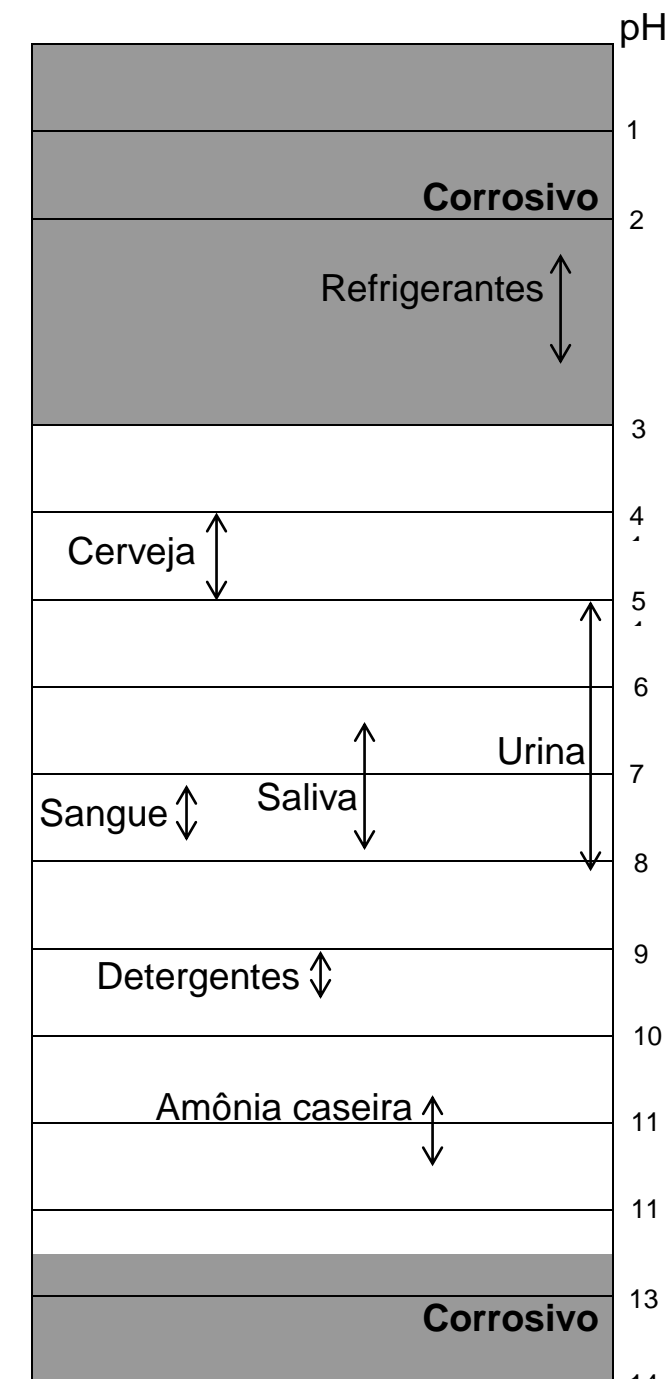 pH
1
Corrosivo
2
Refrigerantes
3
4
Cerveja
5
6
Urina
7
Saliva
Sangue
8
9
Detergentes
10
Amônia caseira
11
11
13
Corrosivo